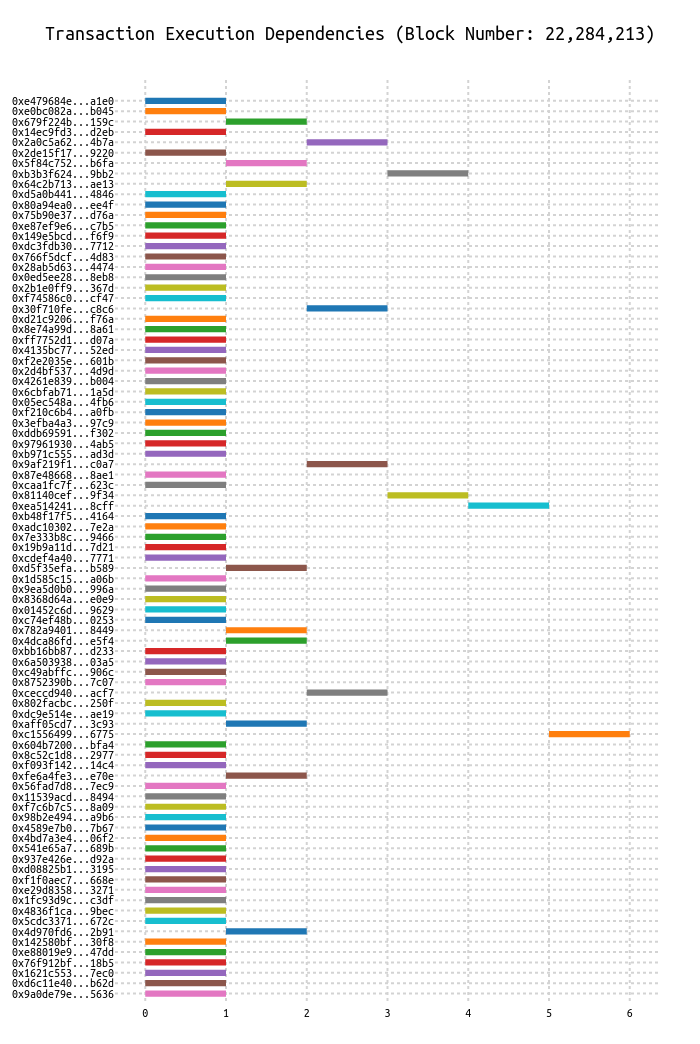 Transaction Execution Dependencies (Block Number: 22,284,213)
0xe479684e...a1e0
0xe0bc082a...b045
0x679f224b...159c
0x14ec9fd3...d2eb
0x2a0c5a62...4b7a
0x2de15f17...9220
0x5f84c752...b6fa
0xb3b3f624...9bb2
0x64c2b713...ae13
0xd5a0b441...4846
0x80a94ea0...ee4f
0x75b90e37...d76a
0xe87ef9e6...c7b5
0x149e5bcd...f6f9
0xdc3fdb30...7712
0x766f5dcf...4d83
0x28ab5d63...4474
0x0ed5ee28...8eb8
0x2b1e0ff9...367d
0xf74586c0...cf47
0x30f710fe...c8c6
0xd21c9206...f76a
0x8e74a99d...8a61
0xff7752d1...d07a
0x4135bc77...52ed
0xf2e2035e...601b
0x2d4bf537...4d9d
0x4261e839...b004
0x6cbfab71...1a5d
0x05ec548a...4fb6
0xf210c6b4...a0fb
0x3efba4a3...97c9
0xddb69591...f302
0x97961930...4ab5
0xb971c555...ad3d
0x9af219f1...c0a7
0x87e48668...8ae1
0xcaa1fc7f...623c
0x81140cef...9f34
0xea514241...8cff
0xb48f17f5...4164
0xadc10302...7e2a
0x7e333b8c...9466
0x19b9a11d...7d21
0xcdef4a40...7771
0xd5f35efa...b589
0x1d585c15...a06b
0x9ea5d0b0...996a
0x8368d64a...e0e9
0x01452c6d...9629
0xc74ef48b...0253
0x782a9401...8449
0x4dca86fd...e5f4
0xbb16bb87...d233
0x6a503938...03a5
0xc49abffc...906c
0x8752390b...7c07
0xceccd940...acf7
0x802facbc...250f
0xdc9e514e...ae19
0xaff05cd7...3c93
0xc1556499...6775
0x604b7200...bfa4
0x8c52c1d8...2977
0xf093f142...14c4
0xfe6a4fe3...e70e
0x56fad7d8...7ec9
0x11539acd...8494
0xf7c6b7c5...8a09
0x98b2e494...a9b6
0x4589e7b0...7b67
0x4bd7a3e4...06f2
0x541e65a7...689b
0x937e426e...d92a
0xd08825b1...3195
0xf1f0aec7...668e
0xe29d8358...3271
0x1fc93d9c...c3df
0x4836f1ca...9bec
0x5cdc3371...672c
0x4d970fd6...2b91
0x142580bf...30f8
0xe88019e9...47dd
0x76f912bf...18b5
0x1621c553...7ec0
0xd6c11e40...b62d
0x9a0de79e...5636
0 1 2 3 4 5 6